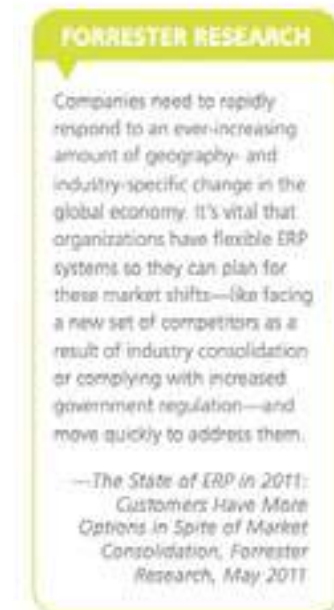 FORRESTER RESEARCH
Companies need to rapidly
respond to an ever-increasing
amount of geography- and
industry-specific change in the
global economy. It's vital that
organizations have flexible ERP
systems so they can plan for
these market shifts—like facing
a new set of competitors as a
result of industry consolidation
or complying with increased
government regulation—and
move quickly to address them.
—The State of ERP in 2011:
Customers Have More
Options in Spite of Market
Consolidation, Forrester
Research, May 2011